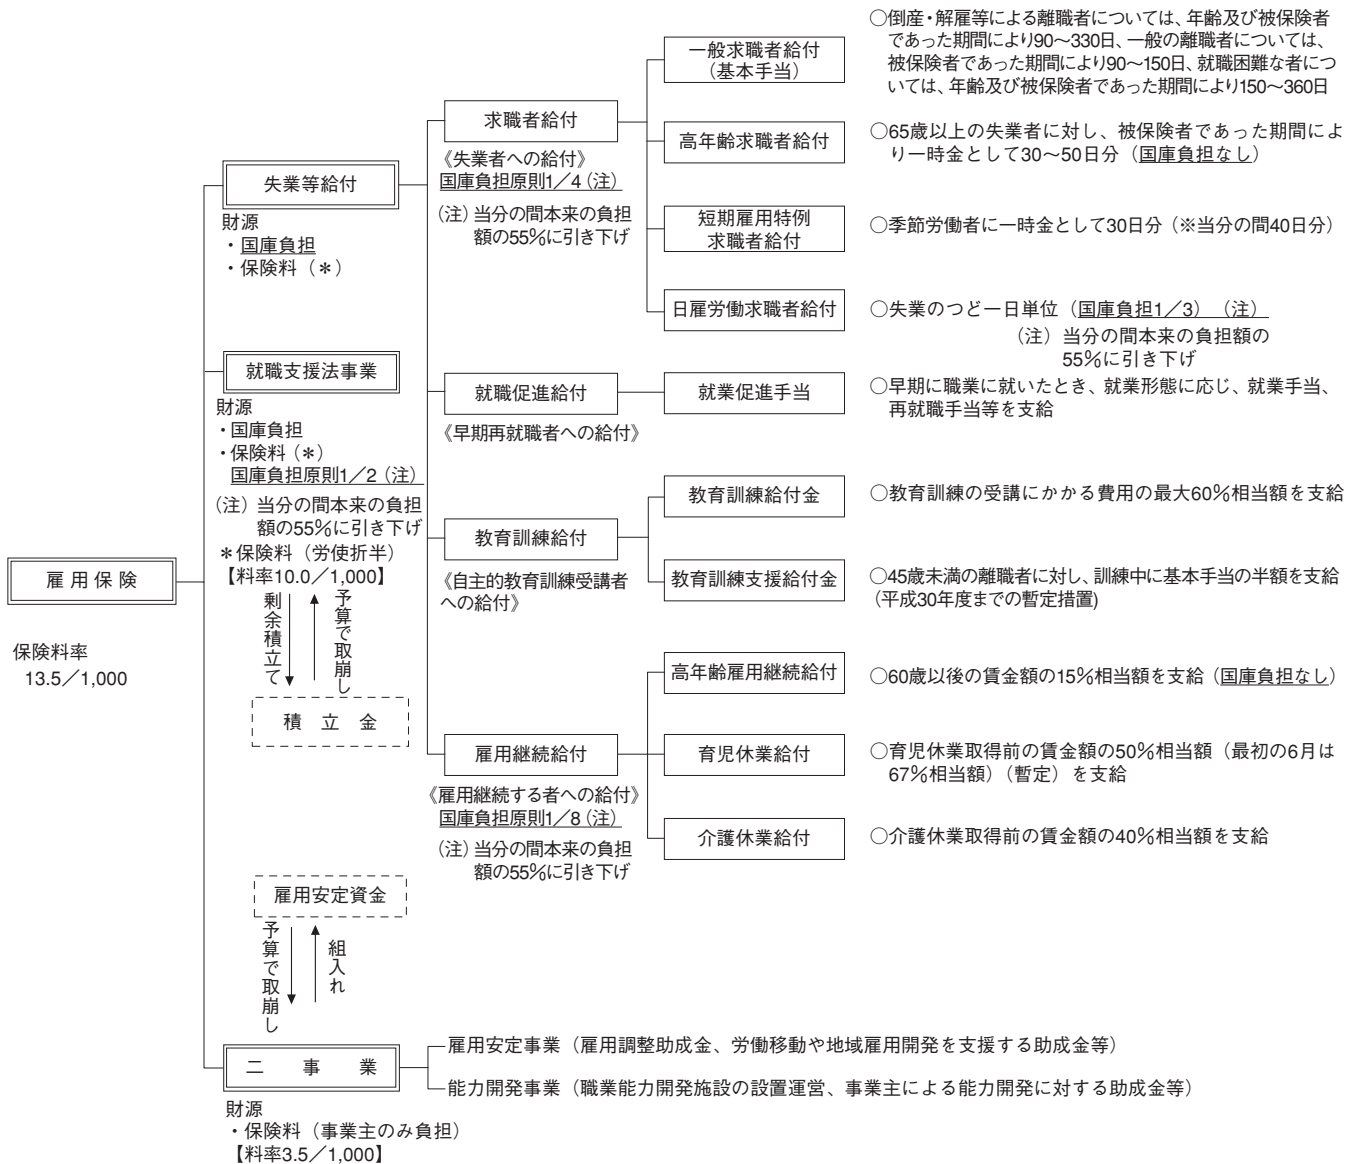 雇用保険
保険料率
13.5／1,000
失業等給付
財源
・国庫負担
・保険料（＊）
就職支援法事業
財源
・国庫負担
・保険料（＊）
国庫負担原則1／2（注）
（注）当分の間本来の負担
額の55％に引き下げ
＊保険料（労使折半）
【料率10.0／1,000】
剰余積立て
予算で取崩し
積立金
雇用安定資金
予算で取崩し
組入れ
二事業
財源
・保険料（事業主のみ負担）
【料率3.5／1,000】
求職者給付
《失業者への給付》
国庫負担原則1／4（注）
（注）当分の間本来の負担
額の55％に引き下げ
一般求職者給付
（基本手当）
○倒産・解雇等による離職者については、年齢及び被保険者
であった期間により90～330日、一般の離職者については、
被保険者であった期間により90～150日、就職困難な者につ
いては、年齢及び被保険者であった期間により150～360日
高年齢求職者給付
○65歳以上の失業者に対し、被保険者であった期間によ
り一時金として30～50日分（国庫負担なし）
短期雇用特例
求職者給付
○季節労働者に一時金として30日分（※当分の間40日分）
日雇労働求職者給付
○失業のつど一日単位（国庫負担1／3）（注）
（注）当分の間本来の負担額の
55％に引き下げ
就職促進給付
《早期再就職者への給付》
就業促進手当
○早期に職業に就いたとき、就業形態に応じ、就業手当、
再就職手当等を支給
教育訓練給付
《自主的教育訓練受講者
への給付》
教育訓練給付金
○教育訓練の受講にかかる費用の最大60％相当額を支給
教育訓練支援給付金
○45歳未満の離職者に対し、訓練中に基本手当の半額を支給
（平成30年度までの暫定措置)
雇用継続給付
《雇用継続する者への給付》
国庫負担原則1／8（注）
（注）当分の間本来の負担
額の55％に引き下げ
高年齢雇用継続給付
○60歳以後の賃金額の15％相当額を支給（国庫負担なし）
育児休業給付
○育児休業取得前の賃金額の50％相当額（最初の6月は
67％相当額）（暫定）を支給
介護休業給付
○介護休業取得前の賃金額の40％相当額を支給
雇用安定事業（雇用調整助成金、労働移動や地域雇用開発を支援する助成金等）
能力開発事業（職業能力開発施設の設置運営、事業主による能力開発に対する助成金等）